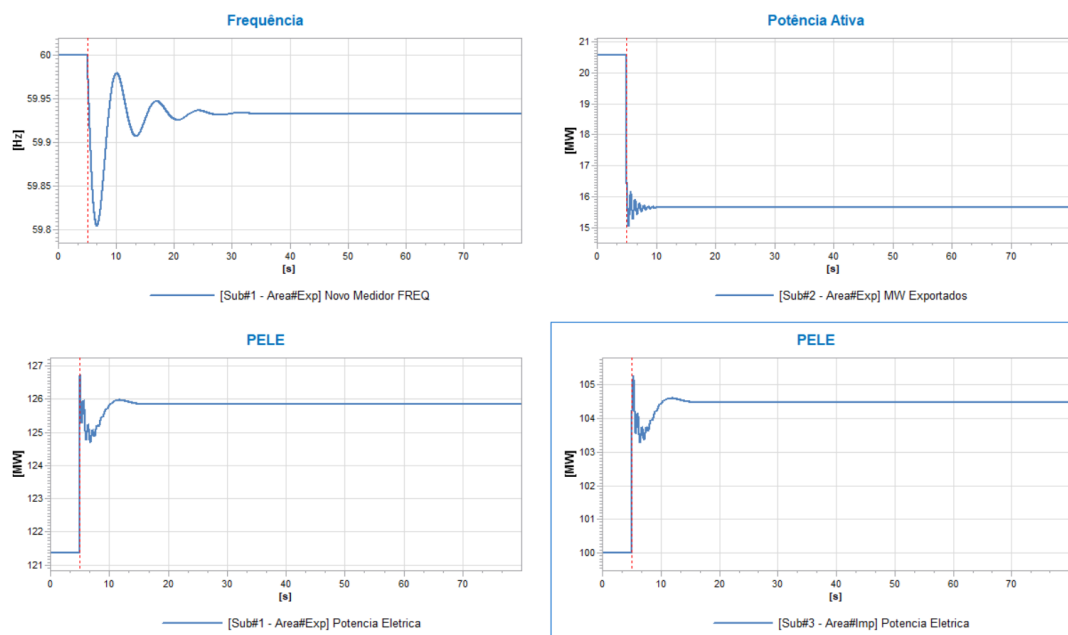 Frequência
60
59.95
59.9
59.85
59.8
[Hz]
0 10 20 30 40 50 60 70
[s]
[Sub#1 - Area#Exp] Novo Medidor FREQ
Potência Ativa
21
20
19
18
17
16
15
[MW]
0 10 20 30 40 50 60 70
[s]
[Sub#2 - Area#Exp] MW Exportados
PELE
127
126
125
124
123
122
121
[MW]
0 10 20 30 40 50 60 70
[s]
[Sub#1 - Area#Exp] Potencia Eletrica
PELE
105
104
103
102
101
100
[MW]
0 10 20 30 40 50 60 70
[s]
[Sub#3 - Area#Imp] Potencia Eletrica